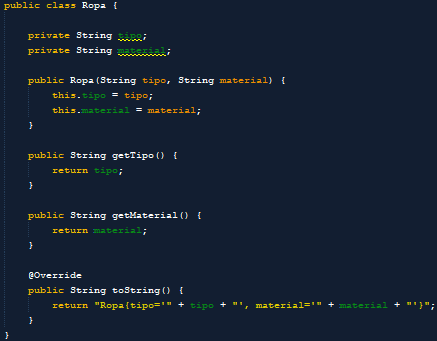 public class Ropa {
private String tipo;
private String material;
public Ropa(String tipo, String material) {
this.tipo = tipo;
this.material = material;
}
public String getTipo() {
return tipo;
}
public String getMaterial() {
return material;
}
@Override
public String toString() {
return "Ropa{tipo='" + tipo + "', material='" + material + "'}";
}
}